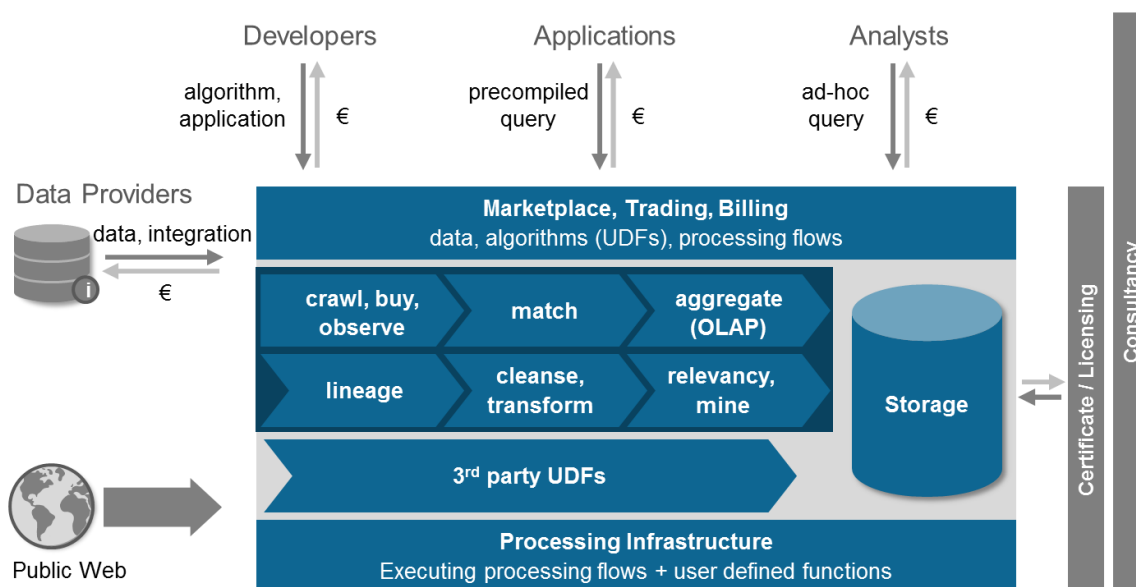 Developers
Applications
Analysts
algorithm,
application
€
precompiled
query
€
ad-hoc
query
€
Data Providers
data, integration
€
i
Marketplace, Trading, Billing
data, algorithms (UDFs), processing flows
crawl, buy,
observe
match
aggregate
(OLAP)
lineage
cleanse,
transform
relevancy,
mine
Storage
3rd party UDFs
Public Web
Processing Infrastructure
Executing processing flows + user defined functions
Certificate / Licensing
Consultancy